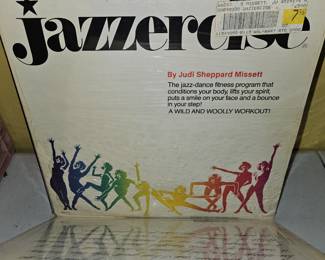 jazzercise
By Judi Sheppard Missett
The jazz-dance fitness program that
conditions your body, lifts your spirit,
puts a smile on your face and a bounce
in your step!
A WILD AND WOOLLY WORKOUT!